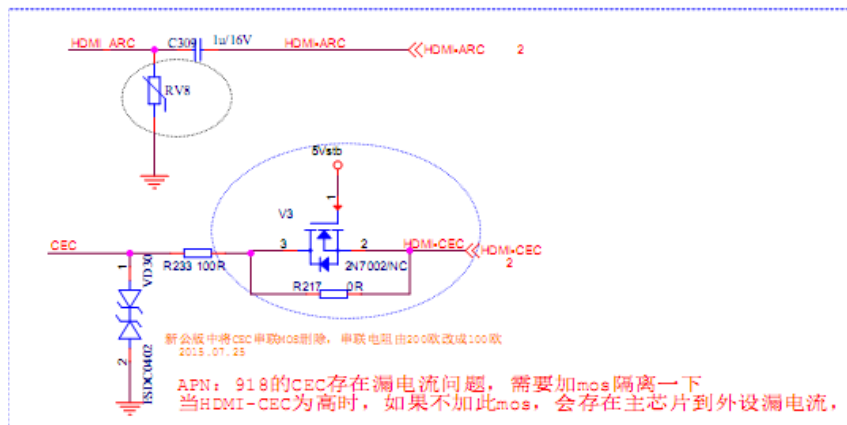 HDMI ARC
C309
1u/16V
HDMI-ARC
HDMI-ARC
2
RV8
5Vstb
1
V3
CEC
3
2
HDMI-CEC
HDMI-CEC
2
1
VD30
R233 100R
2N7002/NC
R217
0R
2
ESDC0402
新公版中将CEC串联MOS删除，串联电阻由200欧改成100欧
2015.07.25
APN：918的CEC存在漏电流问题，需要加mos隔离一下
当HDMI-CEC为高时，如果不加此mos，会存在主芯片到外设漏电流，